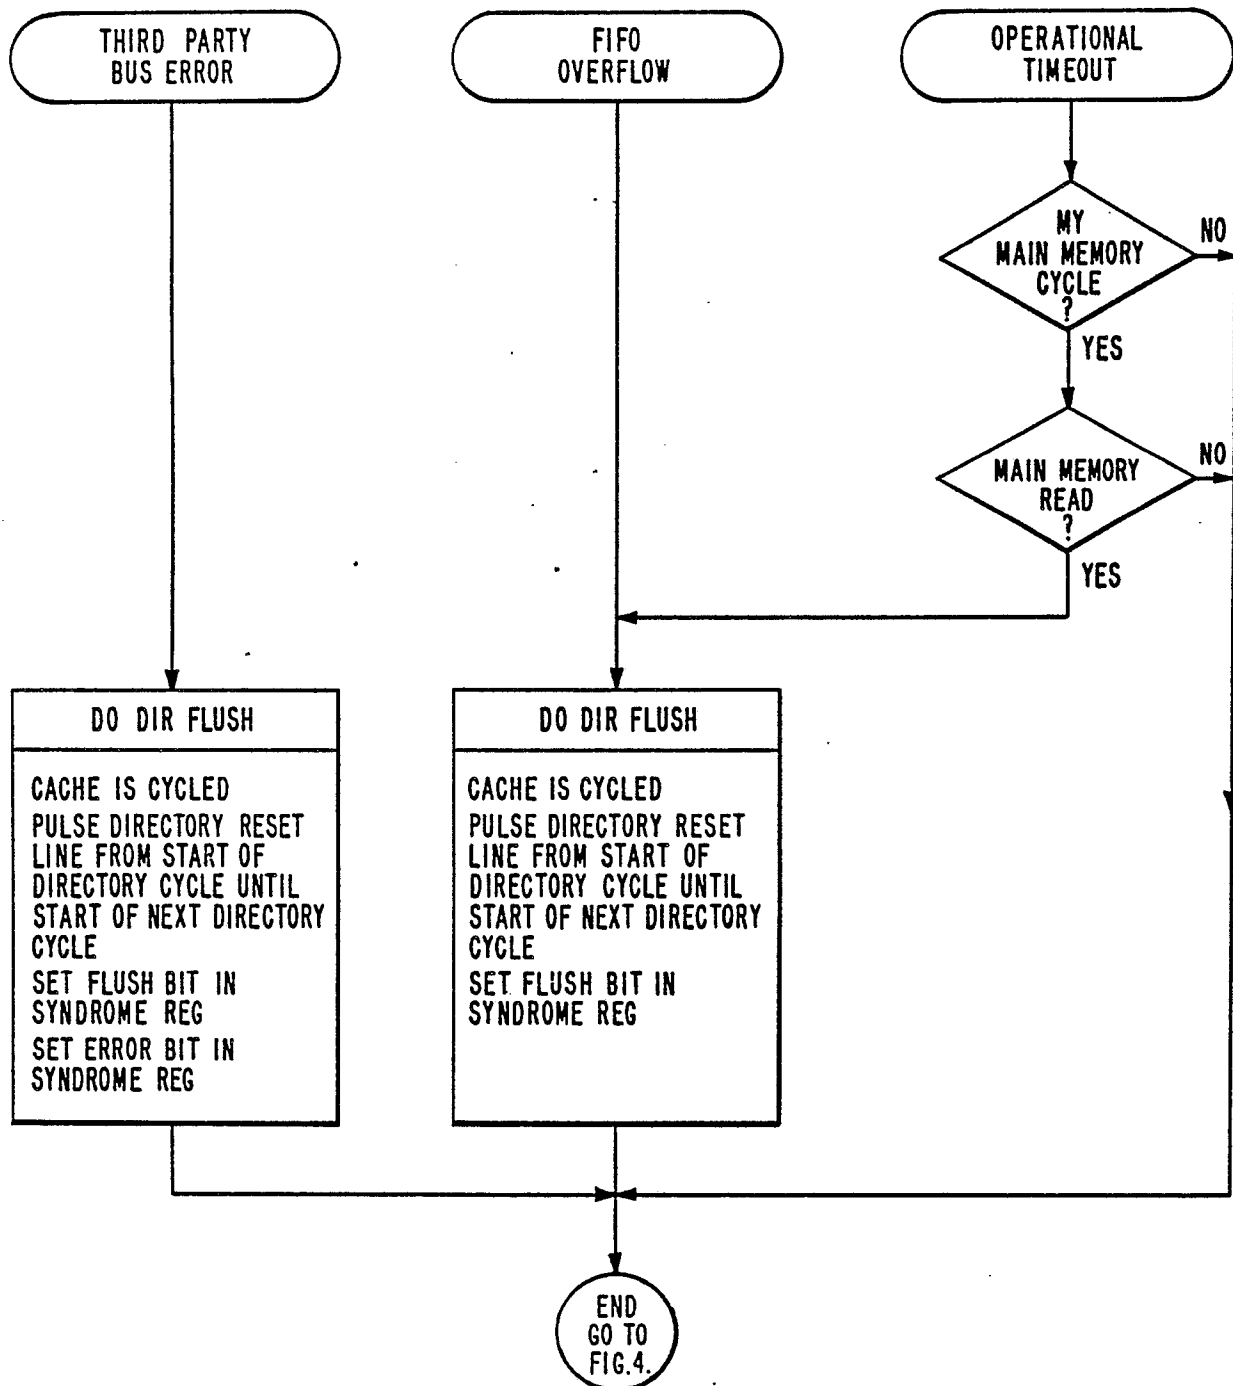 THIRD PARTY
BUS ERROR
FIFO
OVERFLOW
OPERATIONAL
TIMEOUT
MY
MAIN MEMORY
CYCLE
?
NO
YES
MAIN MEMORY
READ
?
NO
YES
DO DIR FLUSH
CACHE IS CYCLED
PULSE DIRECTORY RESET
LINE FROM START OF
DIRECTORY CYCLE UNTIL
START OF NEXT DIRECTORY
CYCLE
SET FLUSH BIT IN
SYNDROME REG
SET ERROR BIT IN
SYNDROME REG
DO DIR FLUSH
CACHE IS CYCLED
PULSE DIRECTORY RESET
LINE FROM START OF
DIRECTORY CYCLE UNTIL
START OF NEXT DIRECTORY
CYCLE
SET FLUSH BIT IN
SYNDROME REG
END
GO TO
FIG.4.